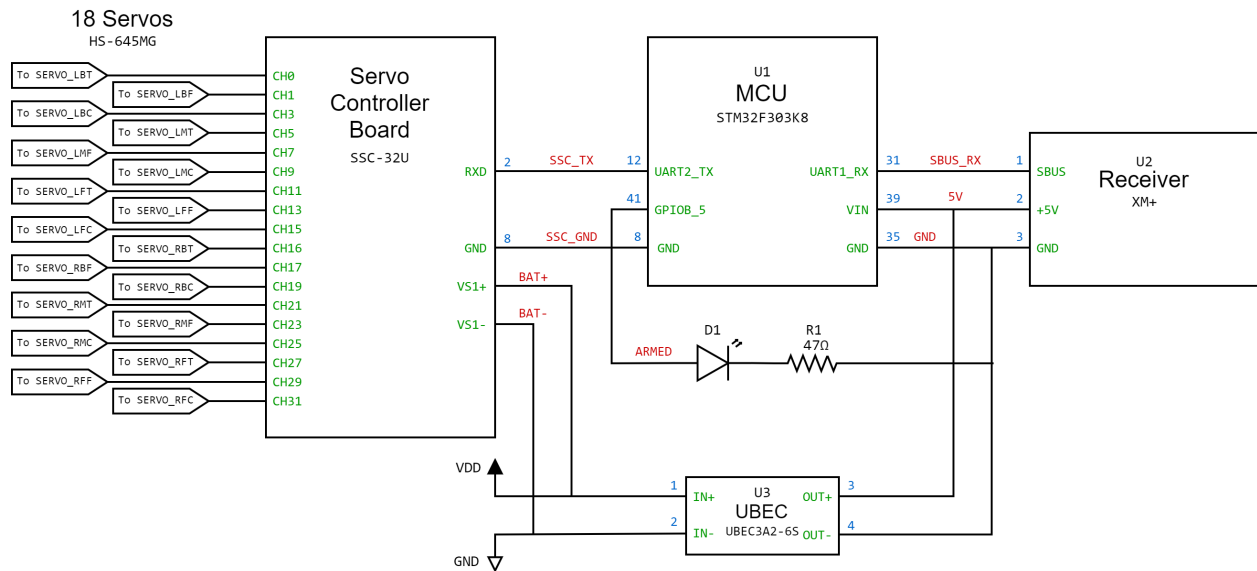 18 Servos
HS-645MG
To SERVO_LBT
To SERVO_LBF
To SERVO_LBC
To SERVO_LMT
To SERVO_LMF
To SERVO_LMC
To SERVO_LFT
To SERVO_LFF
To SERVO_LFC
To SERVO_RBT
To SERVO_RBF
To SERVO_RBC
To SERVO_RMT
To SERVO_RMF
To SERVO_RMC
To SERVO_RFT
To SERVO_RFF
To SERVO_RFC
CH0
CH1
CH3
CH5
CH7
CH9
CH11
CH13
CH15
CH16
CH17
CH19
CH21
CH23
CH25
CH27
CH29
CH31
Servo
Controller
Board
SSC-32U
RXD
GND
VS1+
VS1-
2 SSC_TX 12
41
8 SSC_GND 8
BAT+
BAT-
U1
MCU
STM32F303K8
UART2_TX UART1_RX
GPIOB_5 VIN
GND GND
31 SBUS_RX 1
39 5V 2
35 GND 3
U2
Receiver
XM+
SBUS
+5V
GND
ARMED
D1
R1
47Ω
VDD
GND
1
2
U3
UBEC
UBEC3A2-6S
IN+ OUT+
IN- OUT-
3
4